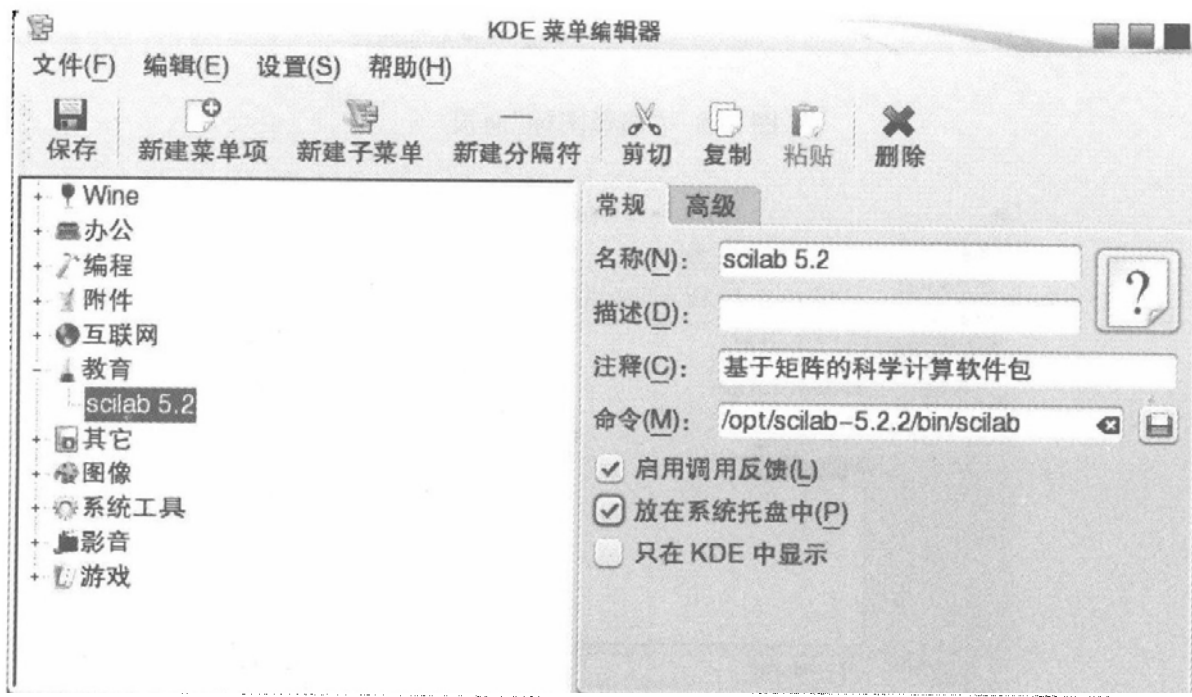 KDE 菜单编辑器
文件(F) 编辑(E) 设置(S) 帮助(H)
保存 新建菜单项 新建子菜单 新建分隔符 剪切 复制 粘贴 删除
Wine
办公
编程
附件
互联网
教育
scilab 5.2
其它
图像
系统工具
影音
游戏
常规 高级
名称(N): scilab 5.2
描述(D):
注释(C): 基于矩阵的科学计算软件包
命令(M): /opt/scilab-5.2.2/bin/scilab
启用调用反馈(L)
放在系统托盘中(P)
只在 KDE 中显示